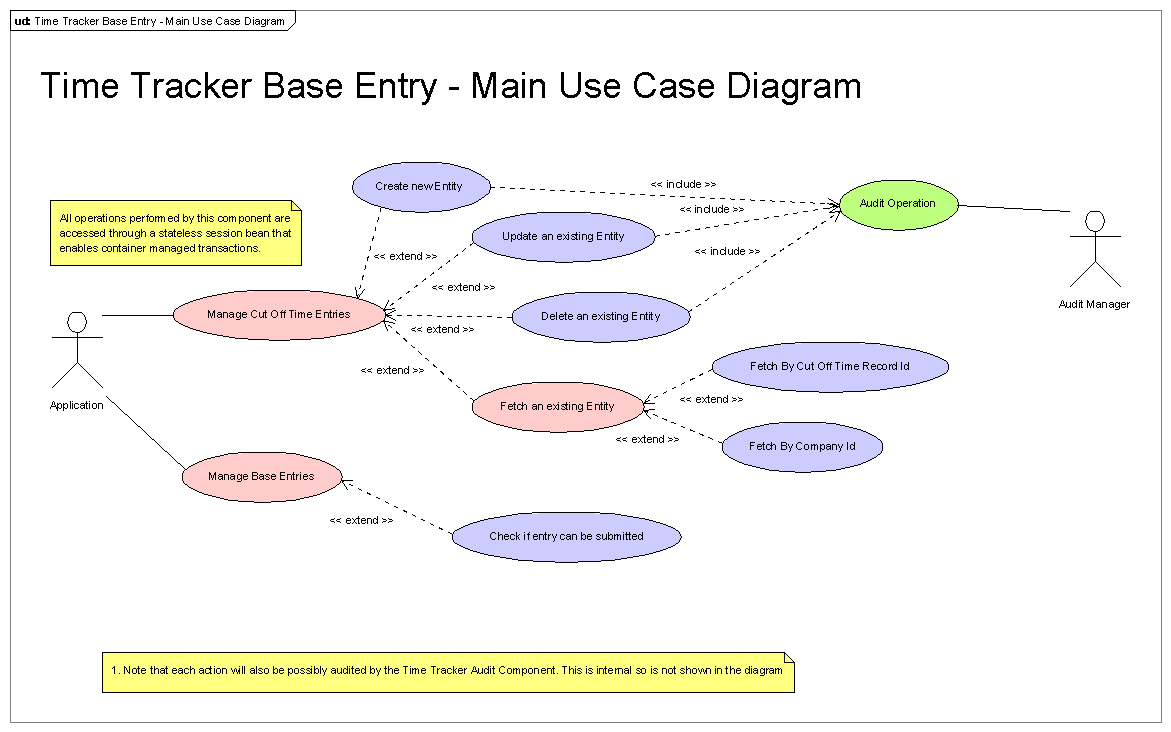 ud: Time Tracker Base Entry - Main Use Case Diagram
Time Tracker Base Entry - Main Use Case Diagram
Create new Entity
<< include >>
Audit Operation
All operations performed by this component are
accessed through a stateless session bean that
enables container managed transactions.
<< include >>
Update an existing Entity
<< extend >>
<< include >>
<< extend >>
Audit Manager
Manage Cut Off Time Entries
Delete an existing Entity
<< extend >>
<< extend >>
Fetch By Cut Off Time Record Id
<< extend >>
Application
Fetch an existing Entity
<< extend >>
Fetch By Company Id
Manage Base Entries
<< extend >>
Check if entry can be submitted
1. Note that each action will also be possibly audited by the Time Tracker Audit Component. This is internal so is not shown in the diagram